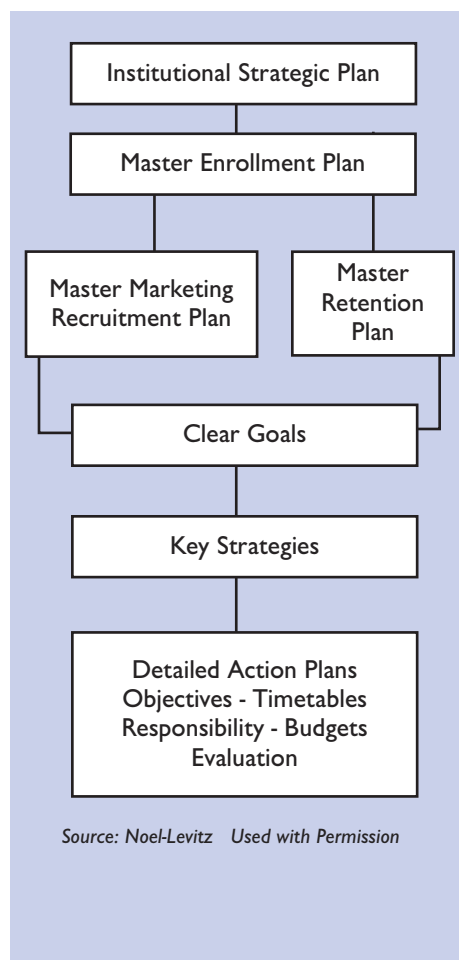 Institutional Strategic Plan
Master Enrollment Plan
Master Marketing
Recruitment Plan
Master
Retention
Plan
Clear Goals
Key Strategies
Detailed Action Plans
Objectives - Timetables
Responsibility - Budgets
Evaluation
Source: Noel-Levitz Used with Permission